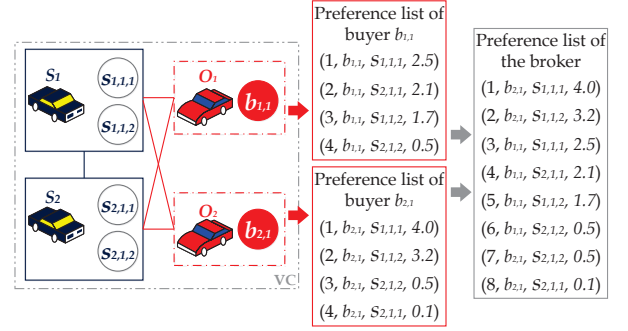 S1
s1,1,1
s1,1,2
O1
b1,1
S2
s2,1,1
s2,1,2
O2
b2,1
VC
Preference list of
buyer b1,1
(1, b1,1, s1,1,1, 2.5)
(2, b1,1, s2,1,1, 2.1)
(3, b1,1, s1,1,2, 1.7)
(4, b1,1, s2,1,2, 0.5)
Preference list of
buyer b2,1
(1, b2,1, s1,1,1, 4.0)
(2, b2,1, s1,1,2, 3.2)
(3, b2,1, s2,1,2, 0.5)
(4, b2,1, s2,1,1, 0.1)
Preference list of
the broker
(1, b2,1, s1,1,1, 4.0)
(2, b2,1, s1,1,2, 3.2)
(3, b1,1, s1,1,1, 2.5)
(4, b1,1, s2,1,1, 2.1)
(5, b1,1, s1,1,2, 1.7)
(6, b1,1, s2,1,2, 0.5)
(7, b2,1, s2,1,2, 0.5)
(8, b2,1, s2,1,1, 0.1)